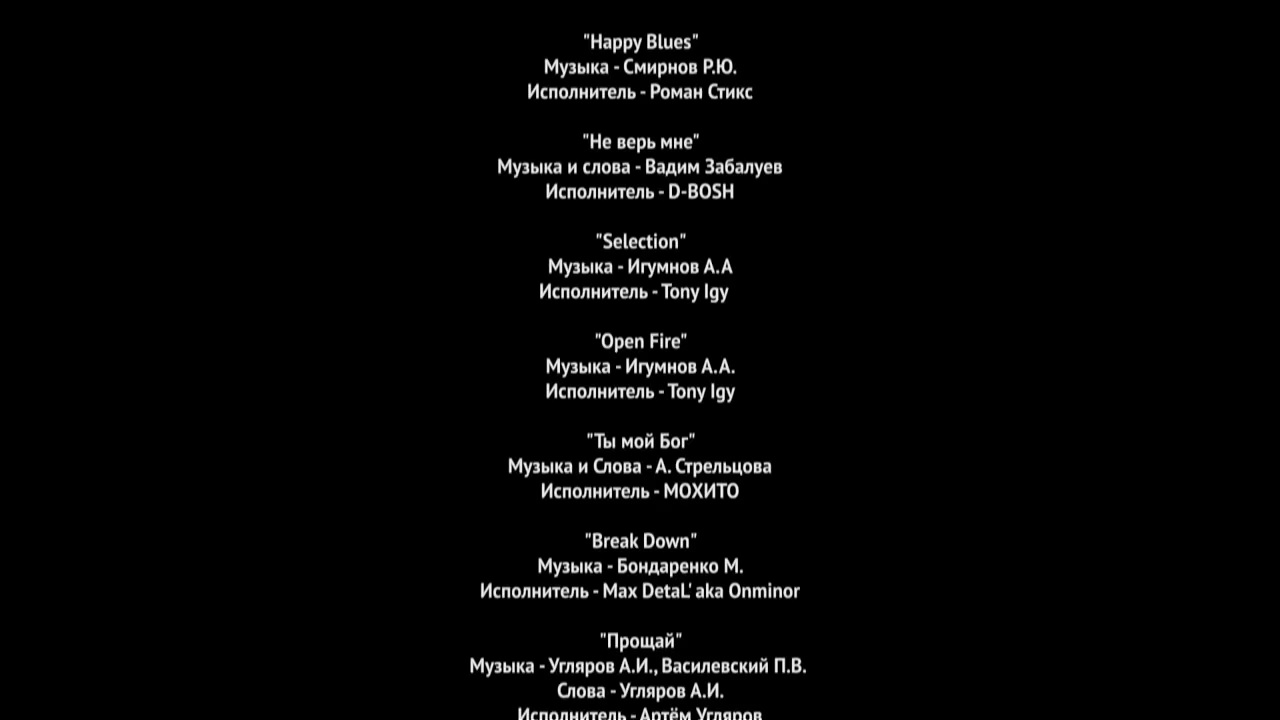 "Happy Blues"
Музыка - Смирнов Р.Ю.
Исполнитель - Роман Стикс
"Не верь мне"
Музыка и слова - Вадим Забалуев
Исполнитель - D-BOSH
"Selection"
Музыка - Игумнов А.А
Исполнитель - Tony Igy
"Open Fire"
Музыка - Игумнов А.А.
Исполнитель - Tony Igy
"Ты мой Бог"
Музыка и Слова - А. Стрельцова
Исполнитель - МОХИТО
"Break Down"
Музыка - Бондаренко М.
Исполнитель - Max DetaL' aka Onminor
"Прощай"
Музыка - Угляров А.И., Василевский П.В.
Слова - Угляров А.И.
Исполнитель - Артём Угляров